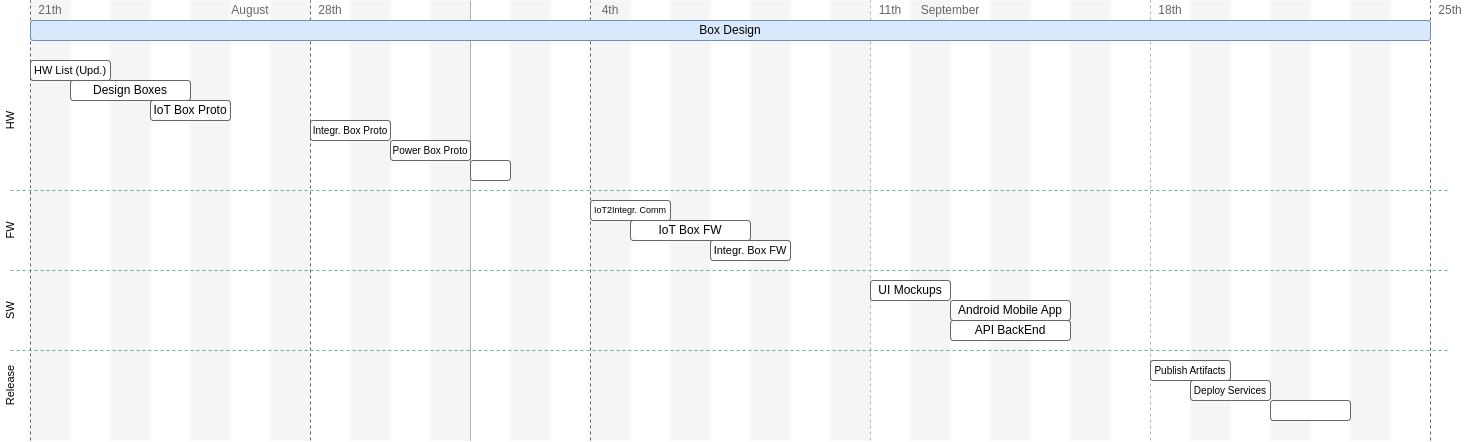 21th
August
28th
4th
11th
September
18th
25th
Box Design
HW
HW List (Upd.)
Design Boxes
IoT Box Proto
Integr. Box Proto
Power Box Proto
FW
IoT2Integr. Comm
IoT Box FW
Integr. Box FW
SW
UI Mockups
Android Mobile App
API BackEnd
Release
Publish Artifacts
Deploy Services